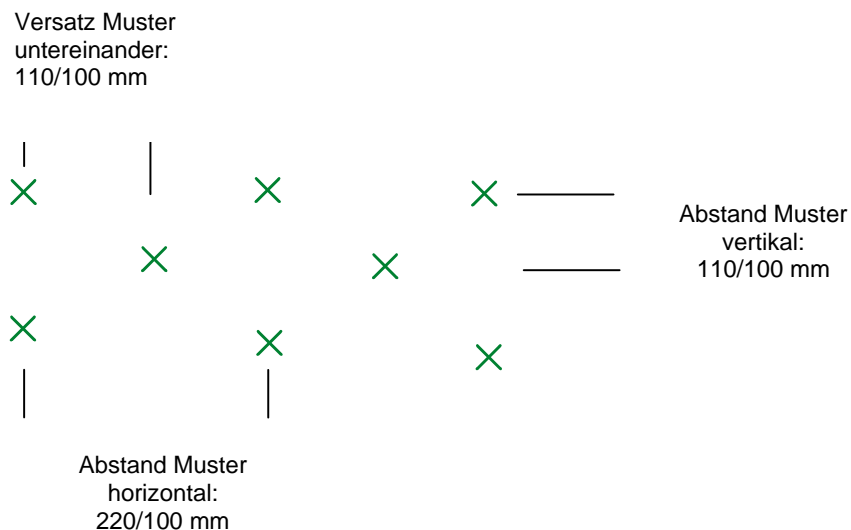 Versatz Muster
untereinander:
110/100 mm
Abstand Muster
vertikal:
110/100 mm
Abstand Muster
horizontal:
220/100 mm